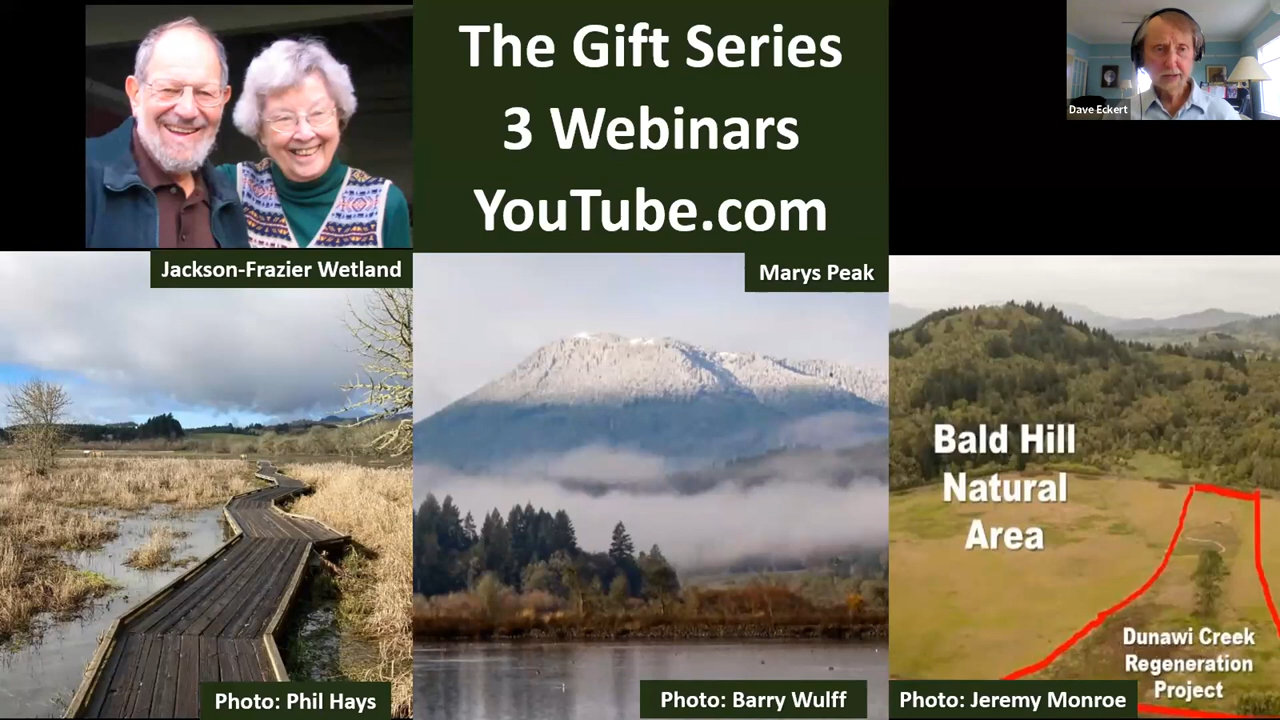 The Gift Series
3 Webinars
YouTube.com
Dave Eckert
Jackson-Frazier Wetland
Marys Peak
Bald Hill
Natural
Area
Dunawi Creek
Regeneration
Project
Photo: Phil Hays
Photo: Barry Wulff
Photo: Jeremy Monroe